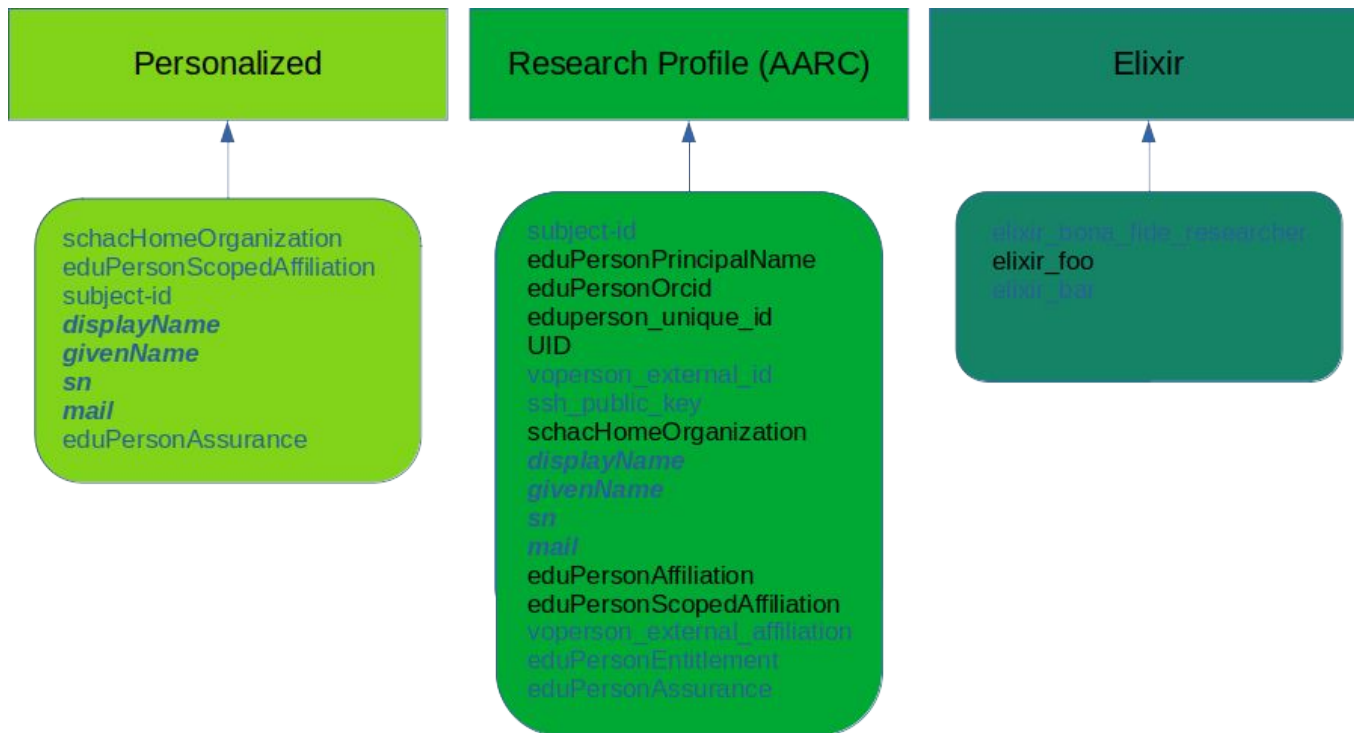 Personalized
schacHomeOrganization
eduPersonScopedAffiliation
subject-id
displayName
givenName
sn
mail
eduPersonAssurance
Research Profile (AARC)
subject-id
eduPersonPrincipalName
eduPersonOrcid
eduperson_unique_id
UID
voperson_external_id
ssh_public_key
schacHomeOrganization
displayName
givenName
sn
mail
eduPersonAffiliation
eduPersonScopedAffiliation
voperson_external_affiliation
eduPersonEntitlement
eduPersonAssurance
Elixir
elixir_bona_fide_researcher
elixir_foo
elixir_bar